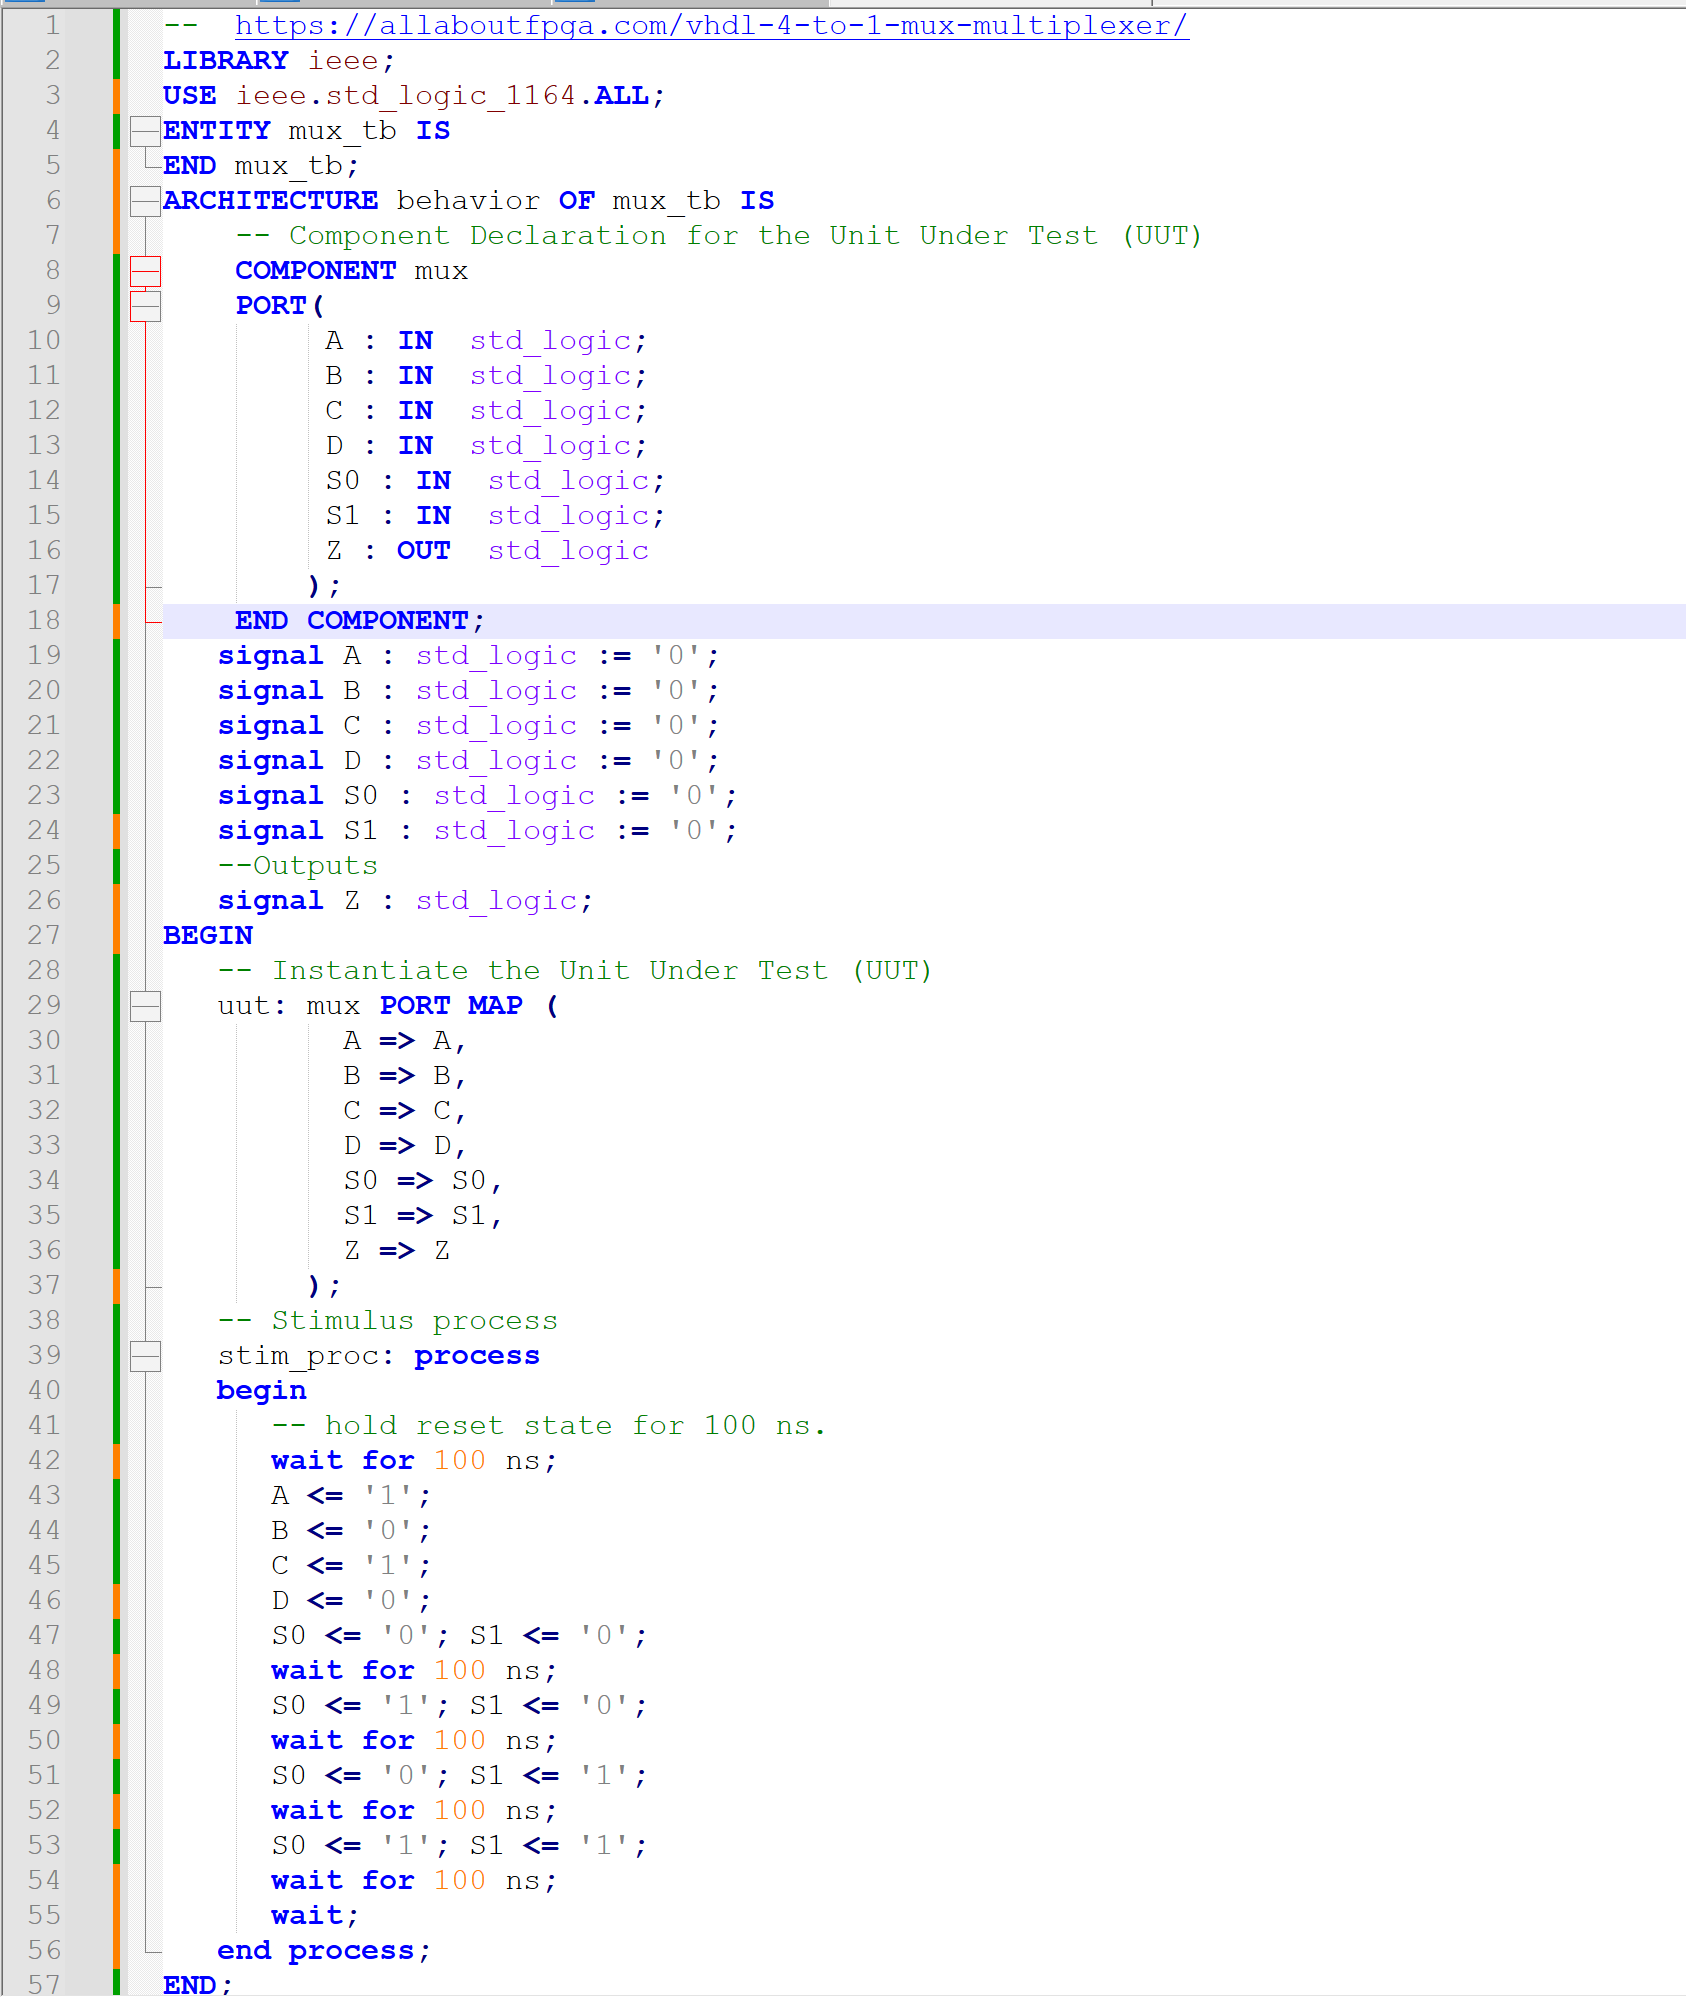 1 -- https://allaboutfpga.com/vhdl-4-to-1-mux-multiplexer/
2 LIBRARY ieee;
3 USE ieee.std_logic_1164.ALL;
4 ENTITY mux_tb IS
5 END mux_tb;
6 ARCHITECTURE behavior OF mux_tb IS
7 -- Component Declaration for the Unit Under Test (UUT)
8 COMPONENT mux
9 PORT(
10 A : IN  std_logic;
11 B : IN  std_logic;
12 C : IN  std_logic;
13 D : IN  std_logic;
14 S0 : IN  std_logic;
15 S1 : IN  std_logic;
16 Z : OUT  std_logic
17 );
18 END COMPONENT;
19 signal A : std_logic := '0';
20 signal B : std_logic := '0';
21 signal C : std_logic := '0';
22 signal D : std_logic := '0';
23 signal S0 : std_logic := '0';
24 signal S1 : std_logic := '0';
25 --Outputs
26 signal Z : std_logic;
27 BEGIN
28 -- Instantiate the Unit Under Test (UUT)
29 uut: mux PORT MAP (
30 A => A,
31 B => B,
32 C => C,
33 D => D,
34 S0 => S0,
35 S1 => S1,
36 Z => Z
37 );
38 -- Stimulus process
39 stim_proc: process
40 begin
41 -- hold reset state for 100 ns.
42 wait for 100 ns;
43 A <= '1';
44 B <= '0';
45 C <= '1';
46 D <= '0';
47 S0 <= '0'; S1 <= '0';
48 wait for 100 ns;
49 S0 <= '1'; S1 <= '0';
50 wait for 100 ns;
51 S0 <= '0'; S1 <= '1';
52 wait for 100 ns;
53 S0 <= '1'; S1 <= '1';
54 wait for 100 ns;
55 wait;
56 end process;
57 END;